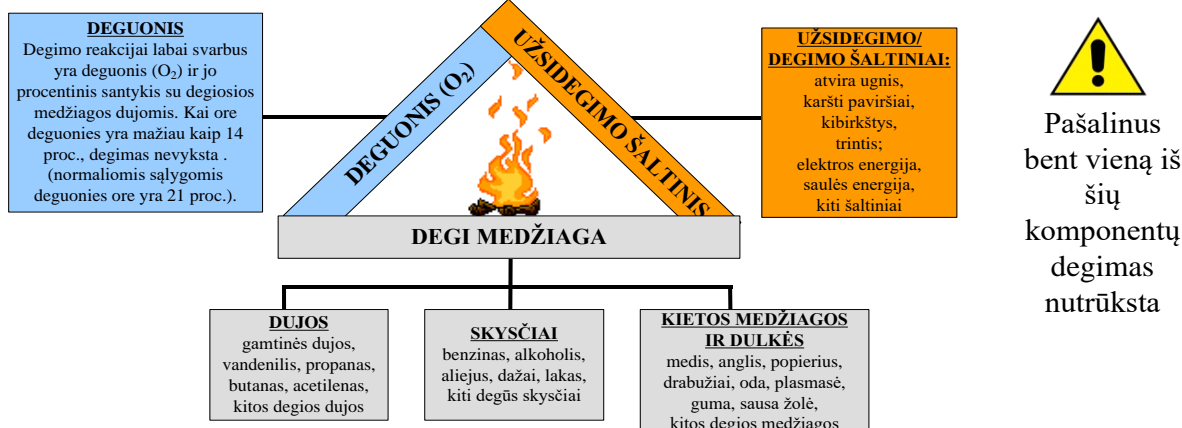 DEGUONIS
Degimo reakcijai labai svarbus
yra deguonis (O₂) ir jo
procentinis santykis su degiosios
medžiagos dujomis. Kai ore
deguonies yra mažiau kaip 14
proc., degimas nevyksta .
(normaliomis sąlygomis
deguonies ore yra 21 proc.).
DEGUONIS (O₂)
UŽSIDEGIMO ŠALTINIS
UŽSIDEGIMO/
DEGIMO ŠALTINIAI:
atvira ugnis,
karšti paviršiai,
kibirkštys,
trintis;
elektros energija,
saulės energija,
kiti šaltiniai
Pašalinus
bent vieną iš
šių
komponentų
degimas
nutrūksta
DEGI MEDŽIAGA
DUJOS
gamtinės dujos,
vandenilis, propanas,
butanas, acetilenas,
kitos degios dujos
SKYSČIAI
benzinas, alkoholis,
aliejus, dažai, lakas,
kiti degūs skysčiai
KIETOS MEDŽIAGOS
IR DULKĖS
medis, anglis, popierius,
drabužiai, oda, plasmasė,
guma, sausa žolė,
kitos degios medžiagos